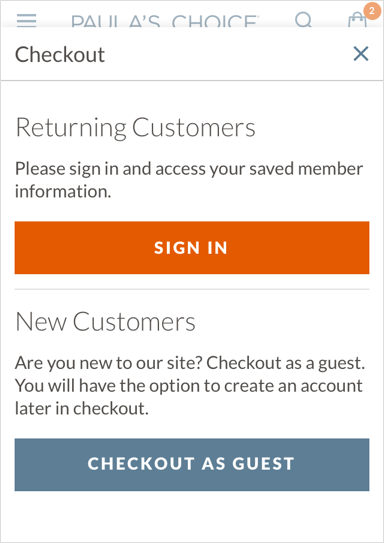 PAULA'S CHOICE
2
Checkout
Returning Customers
Please sign in and access your saved member
information.
SIGN IN
New Customers
Are you new to our site? Checkout as a guest.
You will have the option to create an account
later in checkout.
CHECKOUT AS GUEST